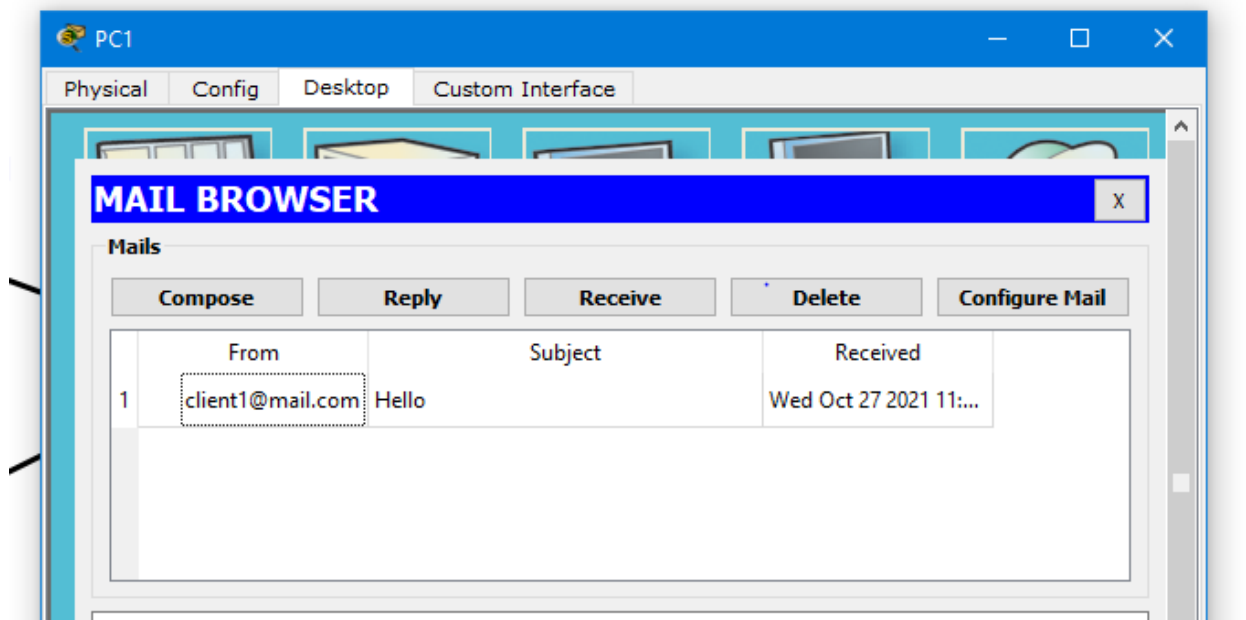 PC1
Physical Config Desktop Custom Interface
MAIL BROWSER X
Mails
Compose Reply Receive Delete Configure Mail
From Subject Received
1 client1@mail.com Hello Wed Oct 27 2021 11:...